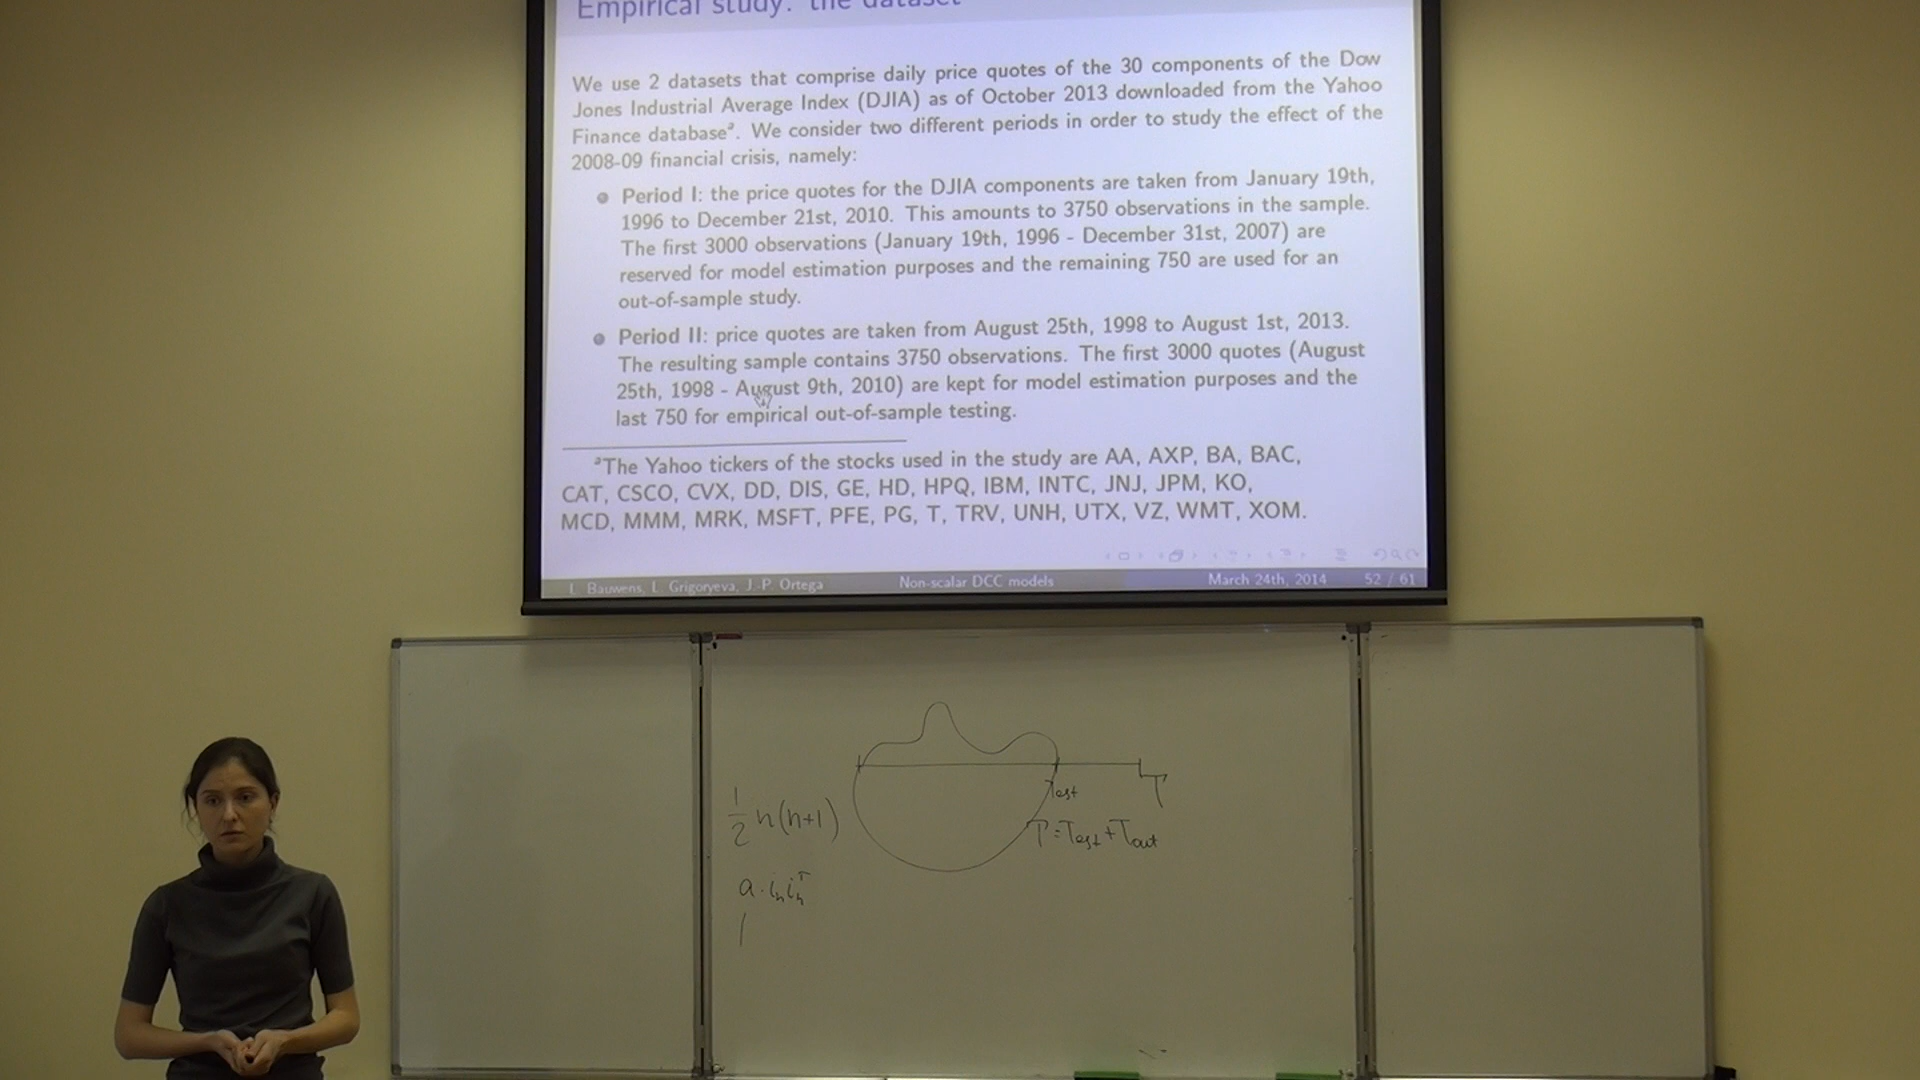 Empirical study: the dataset
We use 2 datasets that comprise daily price quotes of the 30 components of the Dow
Jones Industrial Average Index (DJIA) as of October 2013 downloaded from the Yahoo
Finance databaseᵃ. We consider two different periods in order to study the effect of the
2008-09 financial crisis, namely:
Period I: the price quotes for the DJIA components are taken from January 19th,
1996 to December 21st, 2010. This amounts to 3750 observations in the sample.
The first 3000 observations (January 19th, 1996 - December 31st, 2007) are
reserved for model estimation purposes and the remaining 750 are used for an
out-of-sample study.
Period II: price quotes are taken from August 25th, 1998 to August 1st, 2013.
The resulting sample contains 3750 observations. The first 3000 quotes (August
25th, 1998 - August 9th, 2010) are kept for model estimation purposes and the
last 750 for empirical out-of-sample testing.
ᵃThe Yahoo tickers of the stocks used in the study are AA, AXP, BA, BAC,
CAT, CSCO, CVX, DD, DIS, GE, HD, HPQ, IBM, INTC, JNJ, JPM, KO,
MCD, MMM, MRK, MSFT, PFE, PG, T, TRV, UNH, UTX, VZ, WMT, XOM.
L. Bauwens, L. Grigoryeva, J.-P. Ortega Non-scalar DCC models March 24th, 2014 52 / 61
Test T
1/2 n(n+1)
T=Test+Tout
a·iₙiₙᵀ